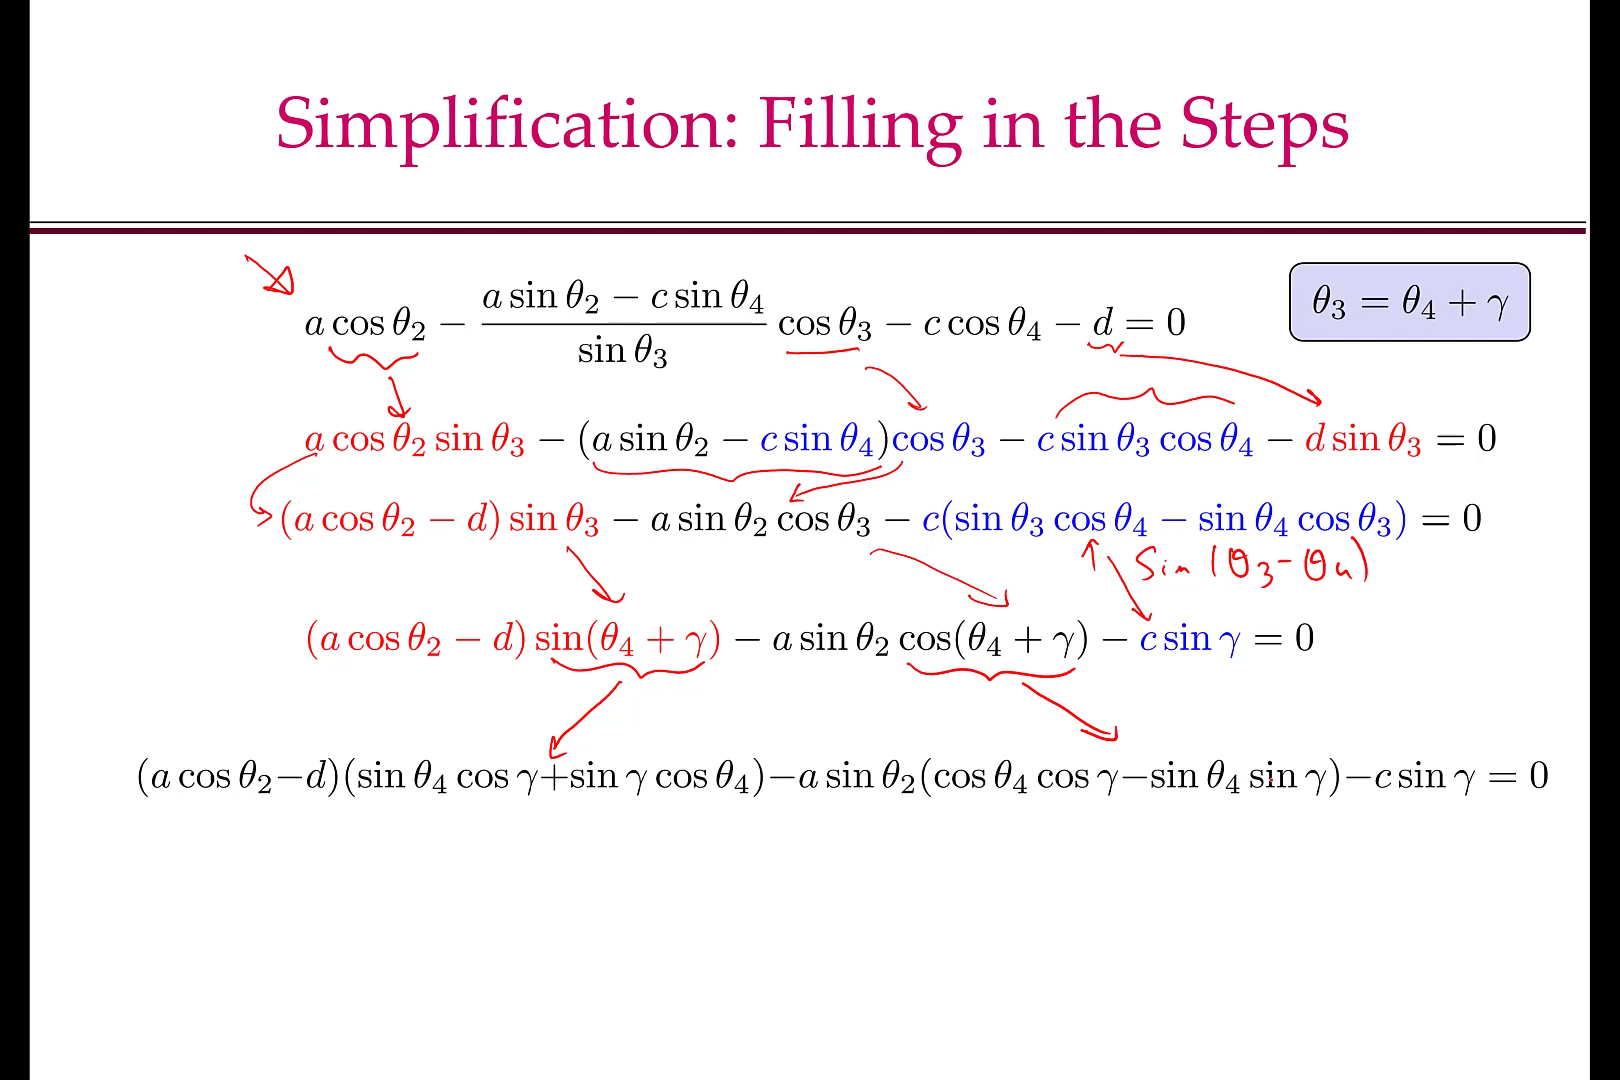 Simplification: Filling in the Steps
a cos θ₂ − (a sin θ₂ − c sin θ₄)/(sin θ₃) cos θ₃ − c cos θ₄ − d = 0
θ₃ = θ₄ + γ
a cos θ₂ sin θ₃ − (a sin θ₂ − c sin θ₄)cos θ₃ − c sin θ₃ cos θ₄ − d sin θ₃ = 0
(a cos θ₂ − d) sin θ₃ − a sin θ₂ cos θ₃ − c(sin θ₃ cos θ₄ − sin θ₄ cos θ₃) = 0
Sin (θ₃-θ₄)
(a cos θ₂ − d) sin(θ₄ + γ) − a sin θ₂ cos(θ₄ + γ) − c sin γ = 0
(a cos θ₂−d)(sin θ₄ cos γ+sin γ cos θ₄)−a sin θ₂(cos θ₄ cos γ−sin θ₄ sin γ)−c sin γ = 0